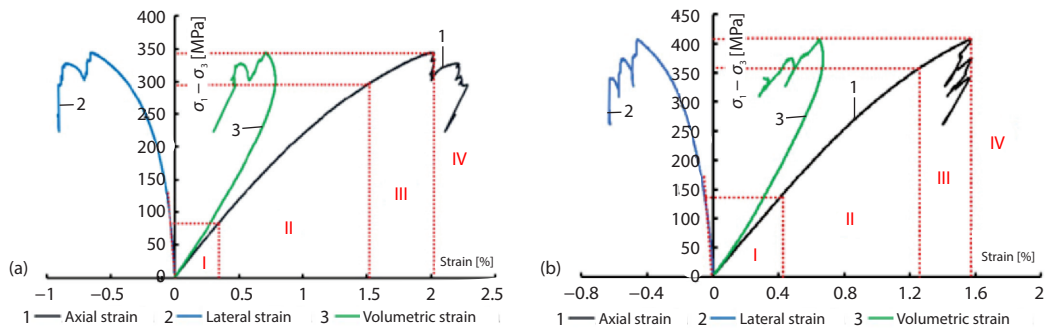 400
350
300
250
200
150
100
50
0
σ₁ – σ₃ [MPa]
1
2
3
I
II
III
IV
Strain [%]
(a)
−1 −0.5 0 0.5 1 1.5 2 2.5
1 Axial strain 2 Lateral strain 3 Volumetric strain
450
400
350
300
250
200
150
100
50
0
σ₁ – σ₃ [MPa]
1
2
3
I
II
III
IV
Strain [%]
(b)
−0.8 −0.4 0 0.4 0.8 1.2 1.6 2
1 Axial strain 2 Lateral strain 3 Volumetric strain